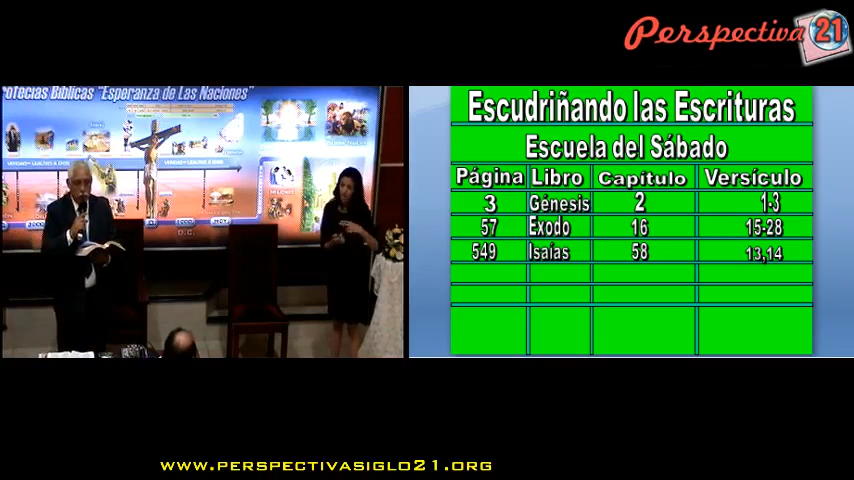 Perspectiva 21
rofecias Bíblicas "Esperanza de Las Naciones"
D.C.
Escudriñando las Escrituras
Escuela del Sábado
Página Libro Capítulo Versículo
3 Génesis 2 1-3
57 Exodo 16 15-28
549 Isaías 58 13,14
www.perspectivasiglo21.org